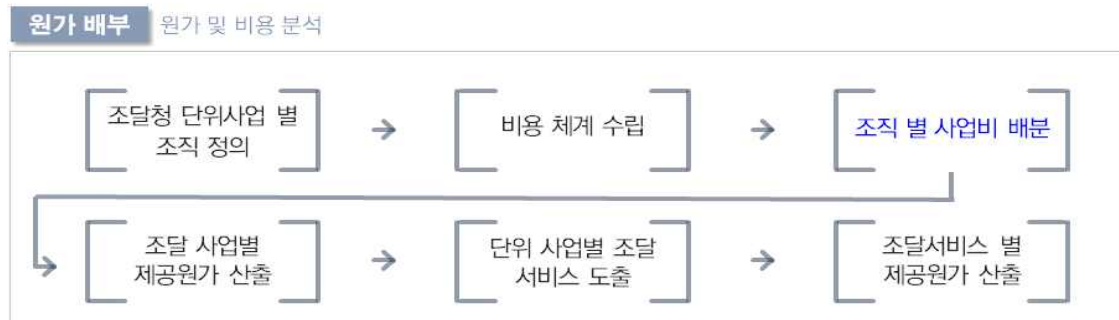 원가 배부
원가 및 비용 분석
조달청 단위사업 별
조직 정의
비용 체계 수립
조직 별 사업비 배분
조달 사업별
제공원가 산출
단위 사업별 조달
서비스 도출
조달서비스 별
제공원가 산출